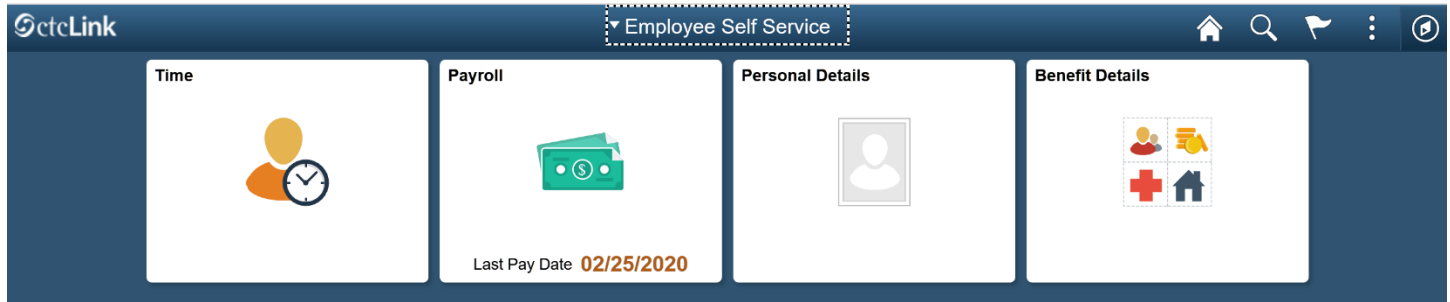 ctcLink
Employee Self Service
Time
Payroll
Last Pay Date 02/25/2020
Personal Details
Benefit Details